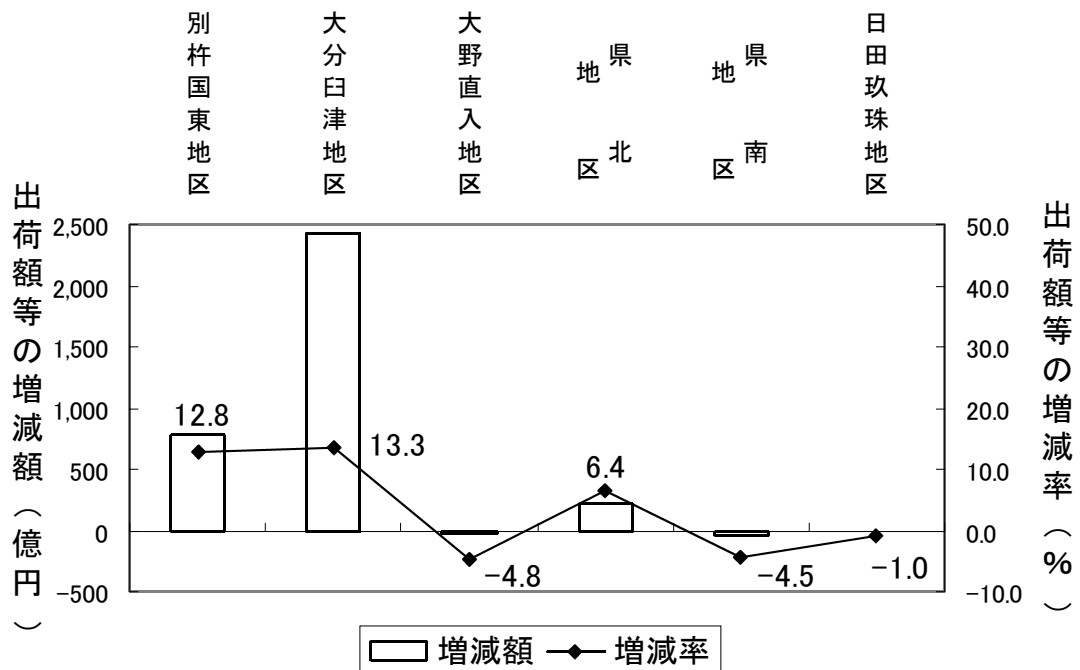 別杵国東地区
大分臼津地区
大野直入地区
県北地区
県南地区
日田玖珠地区
出荷額等の増減額（億円）
2,500
2,000
1,500
1,000
500
0
−500
12.8
13.3
−4.8
6.4
−4.5
−1.0
50.0
40.0
30.0
20.0
10.0
0.0
−10.0
出荷額等の増減率（%）
増減額 増減率